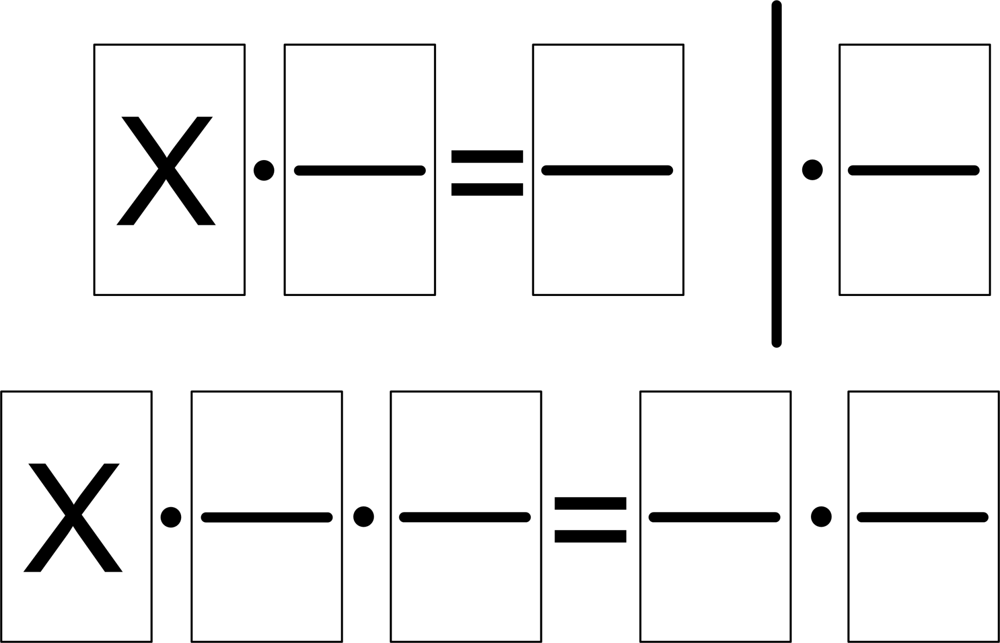 X · — = — | · —
X · — · — = — · —